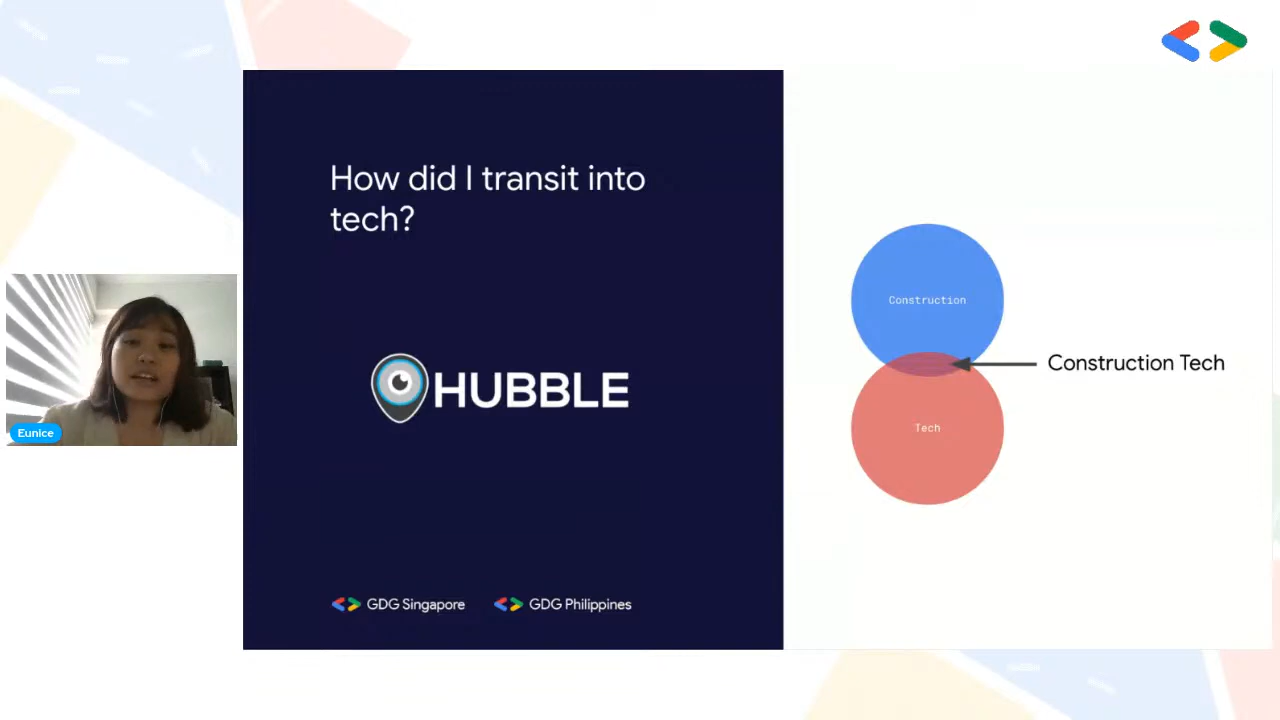 How did I transit into
tech?
HUBBLE
GDG Singapore
GDG Philippines
Construction
Construction Tech
Tech
Eunice